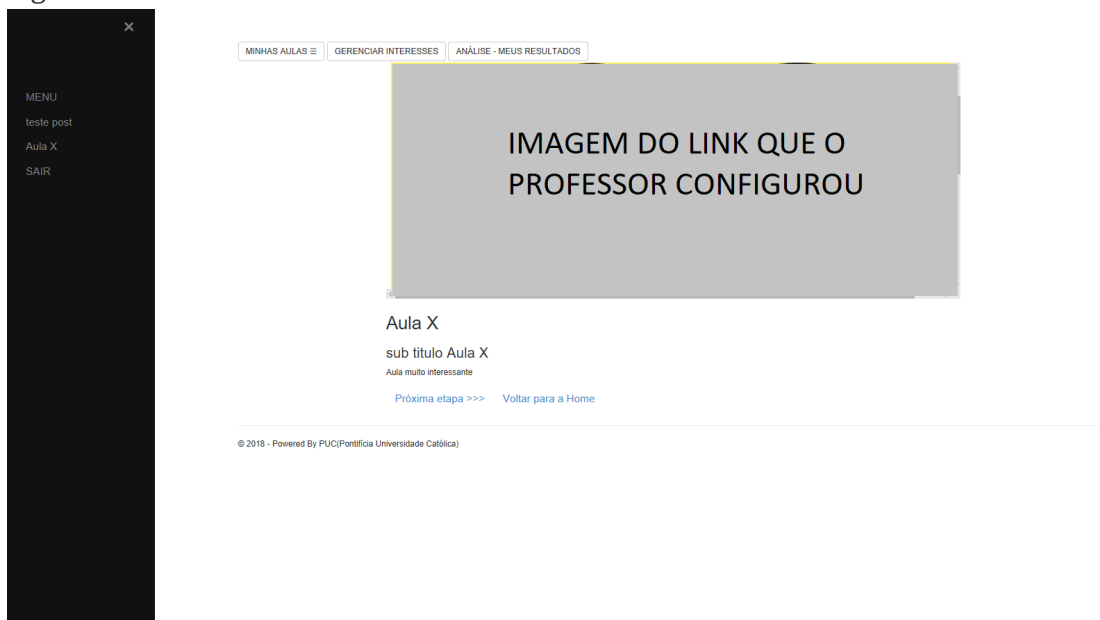 ×
MENU
teste post
Aula X
SAIR
MINHAS AULAS ☰ GERENCIAR INTERESSES ANÁLISE - MEUS RESULTADOS
IMAGEM DO LINK QUE O
PROFESSOR CONFIGUROU
Aula X
sub titulo Aula X
Aula muito interessante
Próxima etapa >>> Voltar para a Home
© 2018 - Powered By PUC(Pontifícia Universidade Católica)